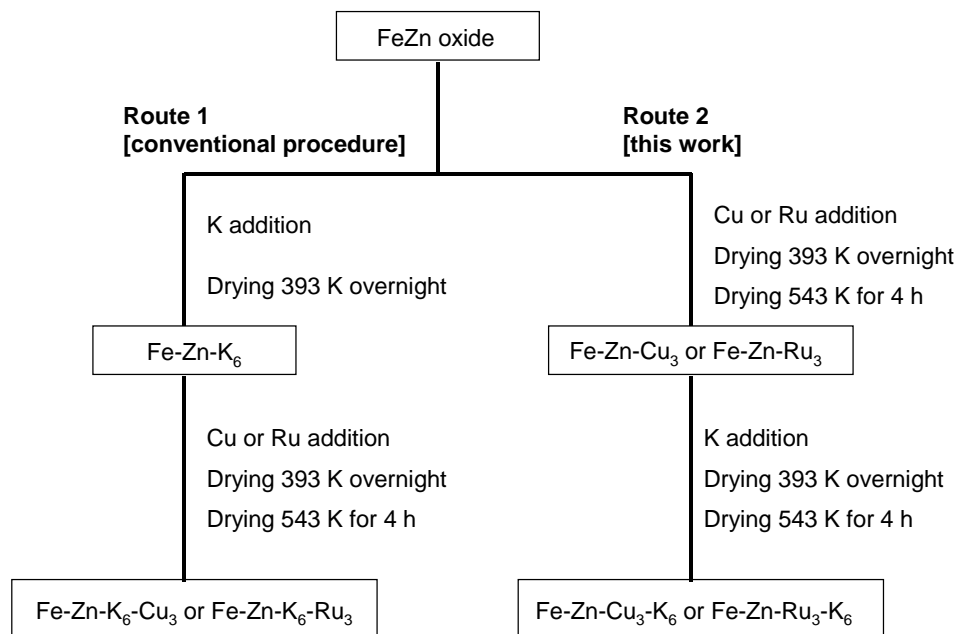 FeZn oxide
Route 1
[conventional procedure]
K addition
Drying 393 K overnight
Fe-Zn-K₆
Cu or Ru addition
Drying 393 K overnight
Drying 543 K for 4 h
Fe-Zn-K₆-Cu₃ or Fe-Zn-K₆-Ru₃
Route 2
[this work]
Cu or Ru addition
Drying 393 K overnight
Drying 543 K for 4 h
Fe-Zn-Cu₃ or Fe-Zn-Ru₃
K addition
Drying 393 K overnight
Drying 543 K for 4 h
Fe-Zn-Cu₃-K₆ or Fe-Zn-Ru₃-K₆